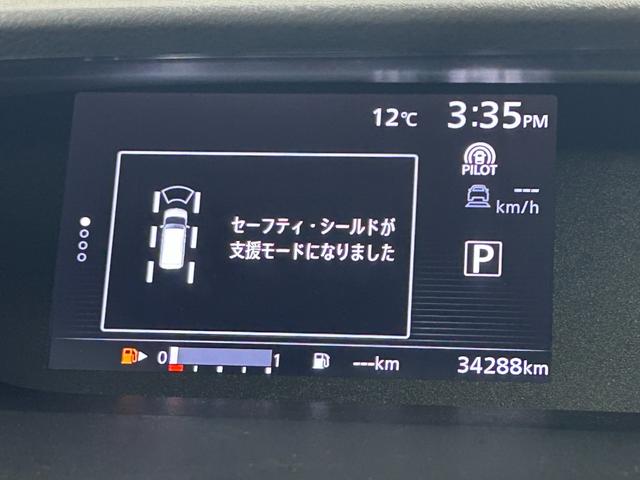 12℃ 3:35PM
PILOT
--- km/h
セーフティ・シールドが
支援モードになりました
P
0 1 ---km 34288km